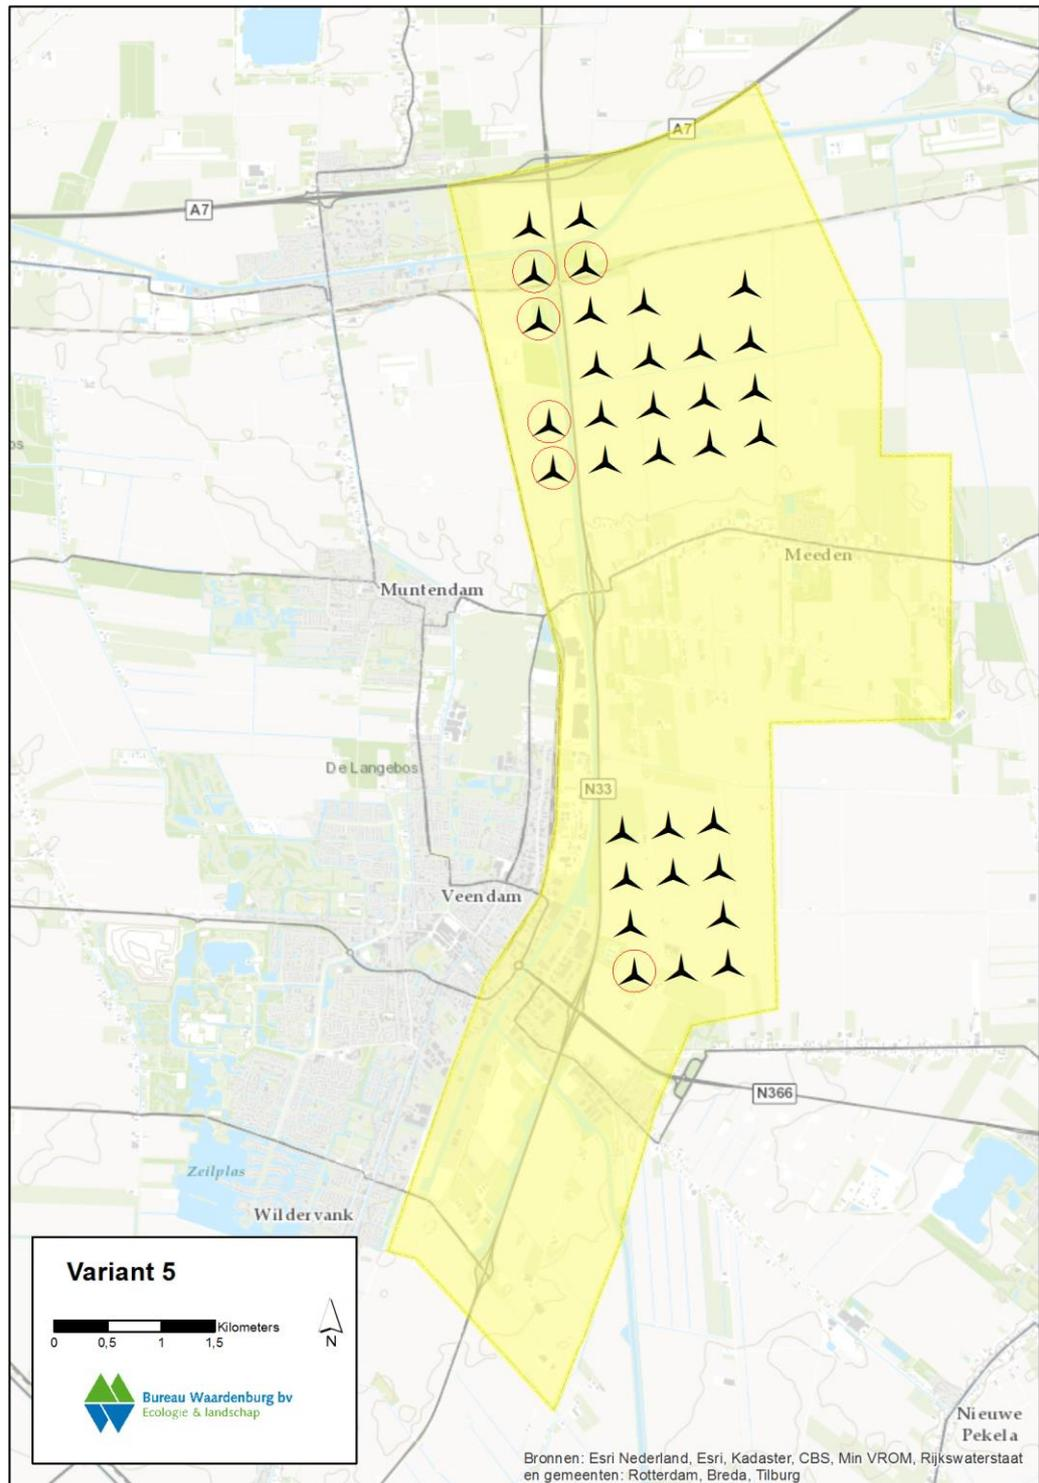 A7
A7
Meeden
Muntendam
De Langebos
N33
Veendam
N366
Zeilplas
Wildervank
Variant 5
Kilometers
0 0,5 1 1,5
N
Bureau Waardenburg bv
Ecologie & landschap
Nieuwe
Pekela
Bronnen: Esri Nederland, Esri, Kadaster, CBS, Min VROM, Rijkswaterstaat
en gemeenten: Rotterdam, Breda, Tilburg